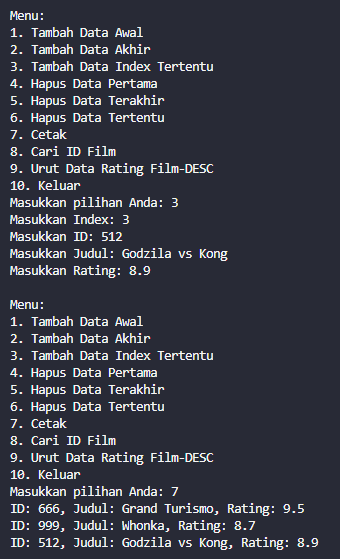 Menu:
1. Tambah Data Awal
2. Tambah Data Akhir
3. Tambah Data Index Tertentu
4. Hapus Data Pertama
5. Hapus Data Terakhir
6. Hapus Data Tertentu
7. Cetak
8. Cari ID Film
9. Urut Data Rating Film-DESC
10. Keluar
Masukkan pilihan Anda: 3
Masukkan Index: 3
Masukkan ID: 512
Masukkan Judul: Godzila vs Kong
Masukkan Rating: 8.9
Menu:
1. Tambah Data Awal
2. Tambah Data Akhir
3. Tambah Data Index Tertentu
4. Hapus Data Pertama
5. Hapus Data Terakhir
6. Hapus Data Tertentu
7. Cetak
8. Cari ID Film
9. Urut Data Rating Film-DESC
10. Keluar
Masukkan pilihan Anda: 7
ID: 666, Judul: Grand Turismo, Rating: 9.5
ID: 999, Judul: Whonka, Rating: 8.7
ID: 512, Judul: Godzila vs Kong, Rating: 8.9